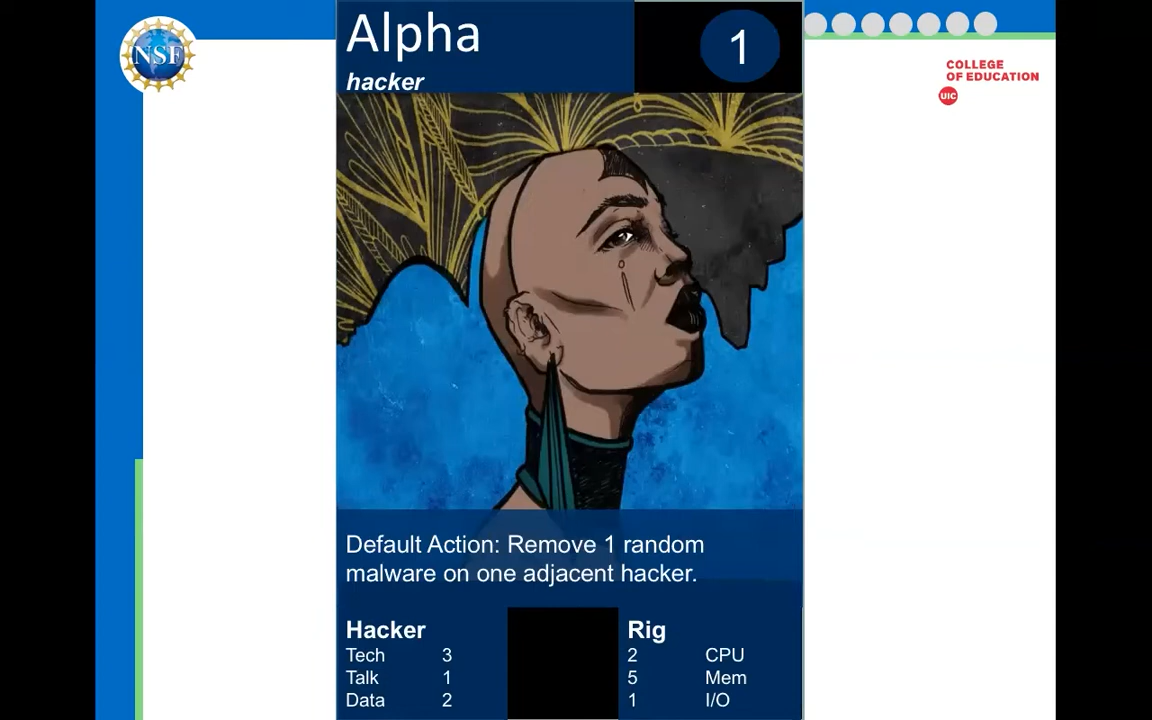 Alpha
hacker
1
NSF
COLLEGE
OF EDUCATION
UIC
Default Action: Remove 1 random
malware on one adjacent hacker.
Hacker
Tech 3
Talk 1
Data 2
Rig
2 CPU
5 Mem
1 I/O